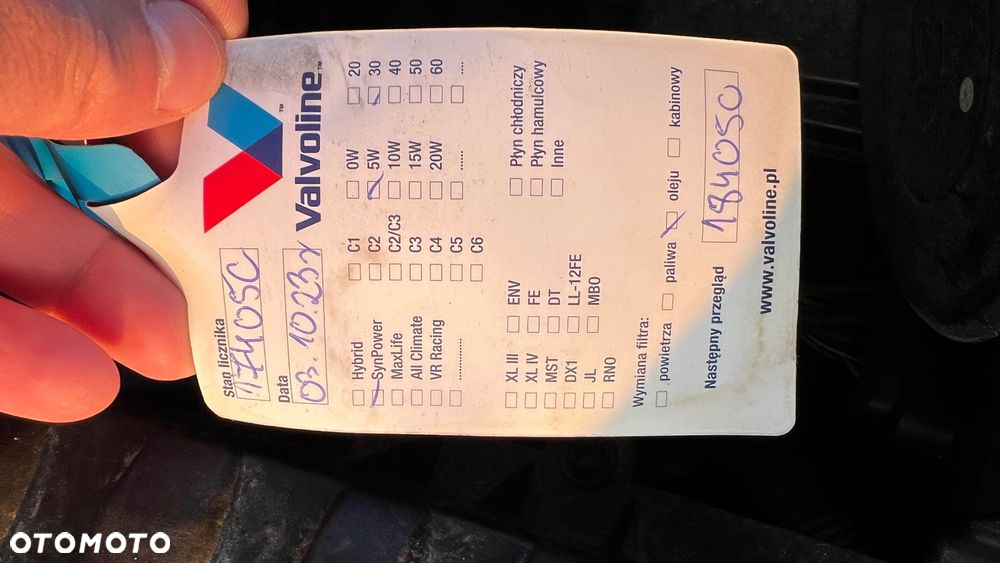 Valvoline™
Stan licznika
174050
Data
03.10.23r
Hybrid C1 0W 20
SynPower C2 5W 30
MaxLife C2/C3 10W 40
All Climate C3 15W 50
VR Racing C4 20W 60
............... C5 ...... ....
C6
XL III ENV Płyn chłodniczy
XL IV FE Płyn hamulcowy
MST DT Inne
DX1 LL-12FE
JL MBO
RNO
Wymiana filtra:
powietrza paliwa oleju kabinowy
Następny przegląd 184050
www.valvoline.pl
OTOMOTO